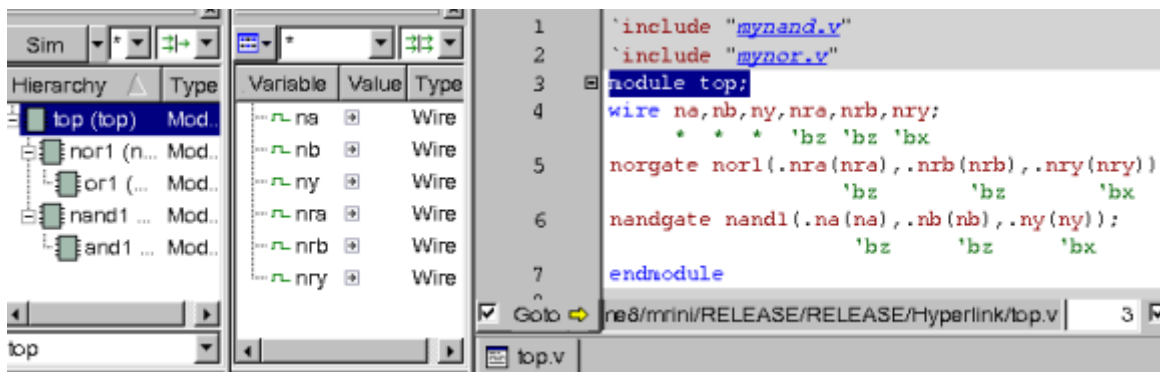 Sim * *
Hierarchy Type Variable Value Type
top (top) Mod..
nor1 (n... Mod..
or1 (... Mod..
nand1 ... Mod..
and1 ... Mod..
top
na Wire
nb Wire
ny Wire
nra Wire
nrb Wire
nry Wire
1 `include "mynand.v"
2 `include "mynor.v"
3 module top;
4 wire na,nb,ny,nra,nrb,nry;
* * * 'bz 'bz 'bx
5 norgate nor1(.nra(nra),.nrb(nrb),.nry(nry))
'bz 'bz 'bx
6 nandgate nand1(.na(na),.nb(nb),.ny(ny));
'bz 'bz 'bx
7 endmodule
Goto ne8/mrini/RELEASE/RELEASE/Hyperlink/top.v 3
top.v